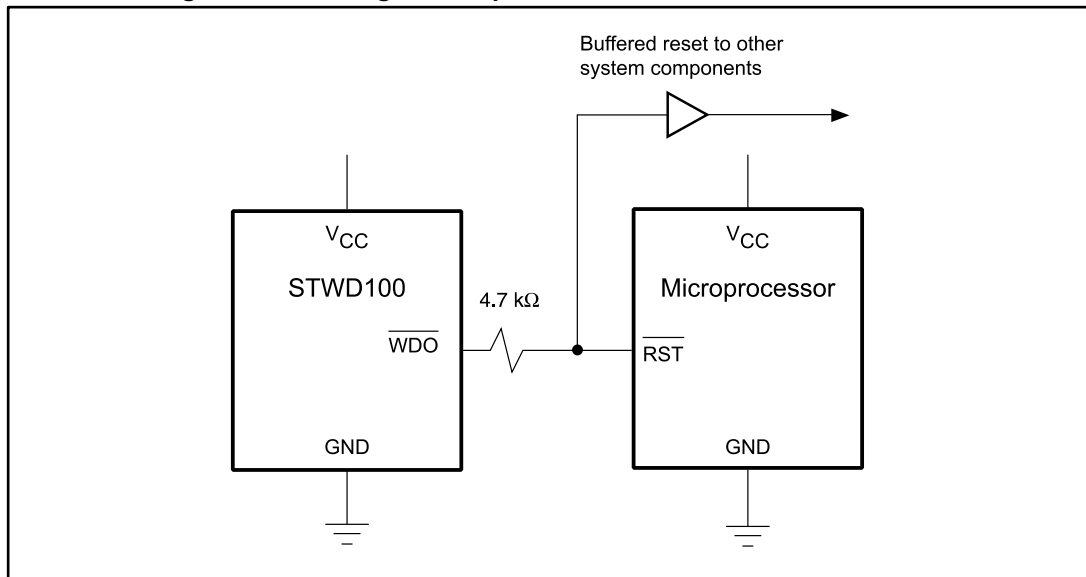 Buffered reset to other
system components
VCC
STWD100
WDO
GND
4.7 kΩ
VCC
Microprocessor
RST
GND